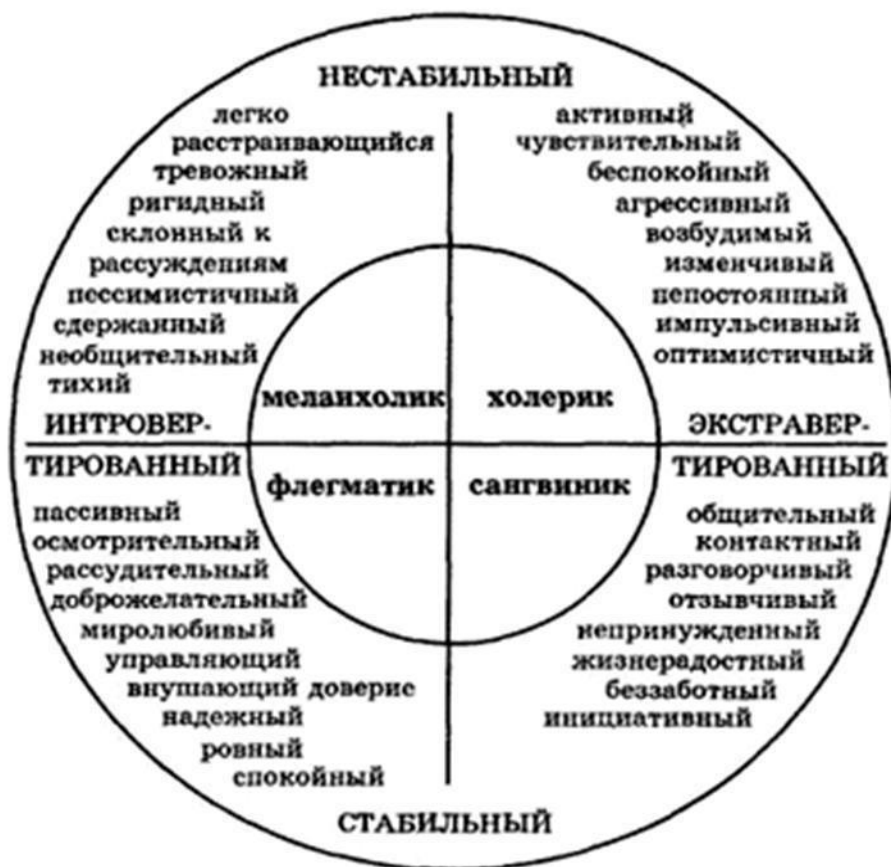 НЕСТАБИЛЬНЫЙ
легко
расстраивающийся
тревожный
ригидный
склонный к
рассуждениям
пессимистичный
сдержанный
необщительный
тихий
активный
чувствительный
беспокойный
агрессивный
возбудимый
изменчивый
непостоянный
импульсивный
оптимистичный
меланхолик
холерик
ИНТРОВЕР-
ТИРОВАННЫЙ
ЭКСТРАВЕР-
ТИРОВАННЫЙ
флегматик
сангвиник
пассивный
осмотрительный
рассудительный
доброжелательный
миролюбивый
управляющий
внушающий доверие
надежный
ровный
спокойный
общительный
контактный
разговорчивый
отзывчивый
непринужденный
жизнерадостный
беззаботный
инициативный
СТАБИЛЬНЫЙ